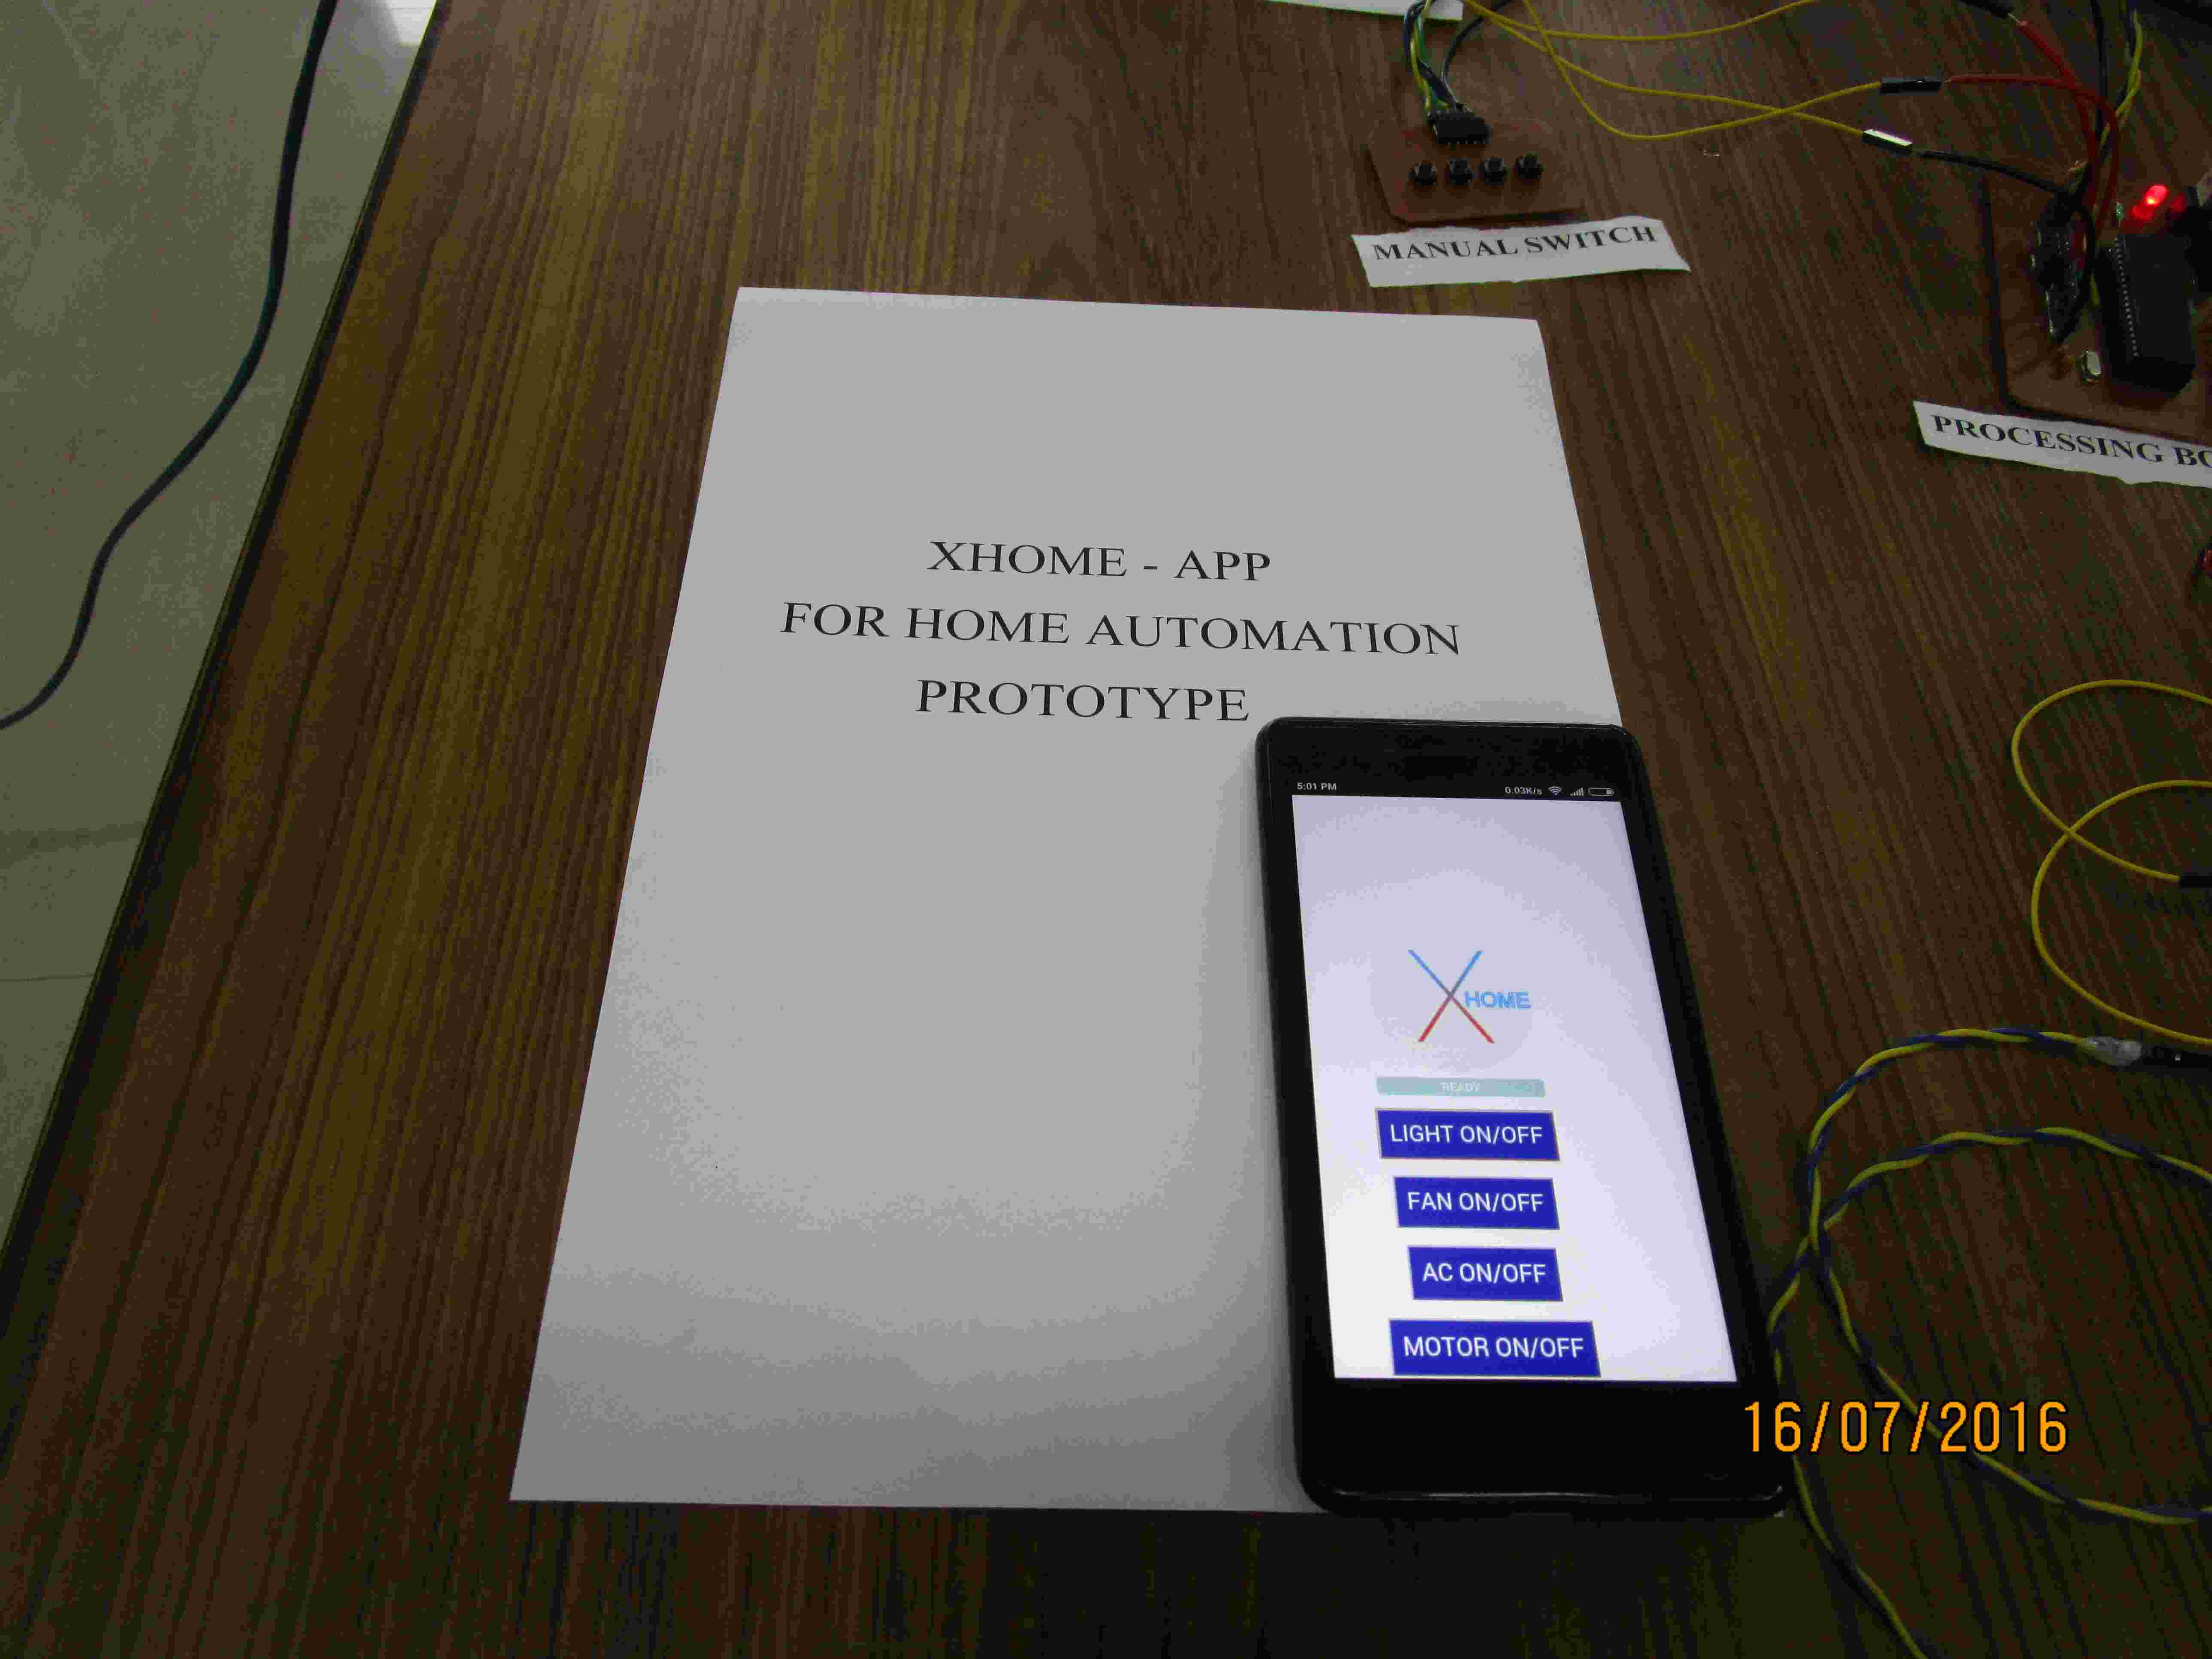 MANUAL SWITCH
PROCESSING BO
XHOME - APP
FOR HOME AUTOMATION
PROTOTYPE
5:01 PM 0.03K/s
X HOME
READY
LIGHT ON/OFF
FAN ON/OFF
AC ON/OFF
MOTOR ON/OFF
16/07/2016